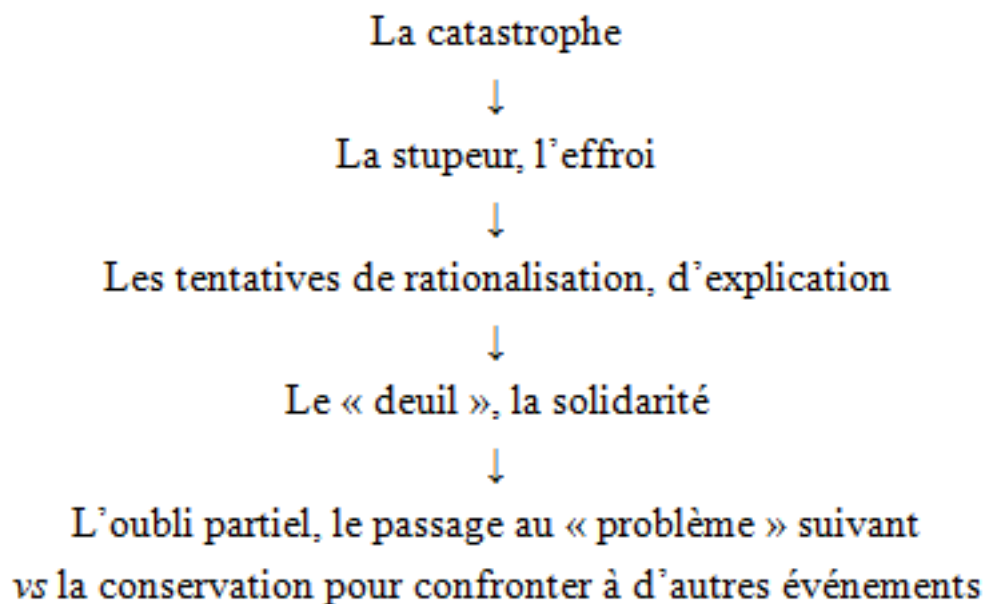 La catastrophe
↓
La stupeur, l’effroi
↓
Les tentatives de rationalisation, d’explication
↓
Le « deuil », la solidarité
↓
L’oubli partiel, le passage au « problème » suivant
vs la conservation pour confronter à d’autres événements